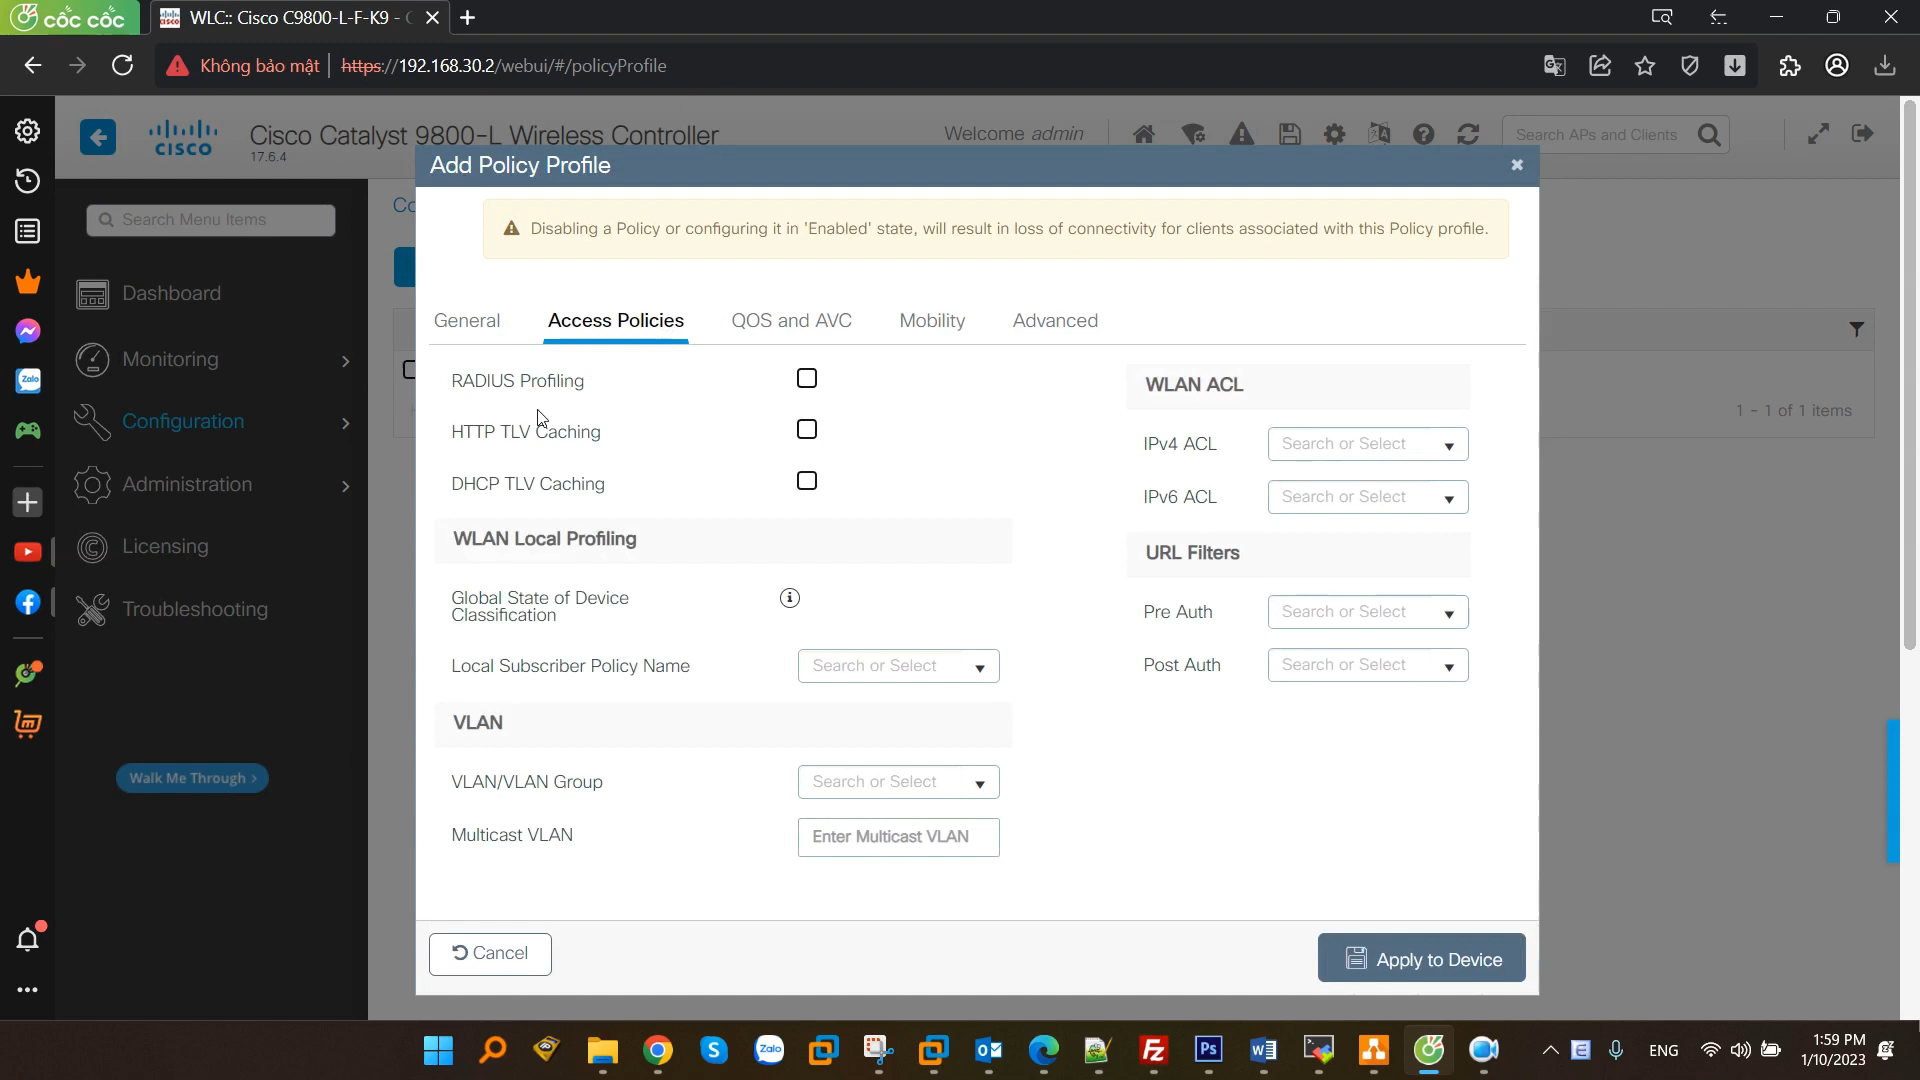 cốc cốc
WLC:: Cisco C9800-L-F-K9 -
Không bảo mật
https://192.168.30.2/webui/#/policyProfile
CISCO
Cisco Catalyst 9800-L Wireless Controller
17.6.4
Welcome admin
Search APs and Clients
Add Policy Profile
Search Menu Items
Dashboard
Monitoring
Configuration
Administration
Licensing
Troubleshooting
Walk Me Through >
Disabling a Policy or configuring it in 'Enabled' state, will result in loss of connectivity for clients associated with this Policy profile.
General
Access Policies
QOS and AVC
Mobility
Advanced
RADIUS Profiling
HTTP TLV Caching
DHCP TLV Caching
WLAN Local Profiling
Global State of Device
Classification
Local Subscriber Policy Name
Search or Select
VLAN
VLAN/VLAN Group
Search or Select
Multicast VLAN
Enter Multicast VLAN
WLAN ACL
IPv4 ACL
Search or Select
IPv6 ACL
Search or Select
URL Filters
Pre Auth
Search or Select
Post Auth
Search or Select
1 - 1 of 1 items
Cancel
Apply to Device
Zalo
Zalo
Ps
ENG
1:59 PM
1/10/2023